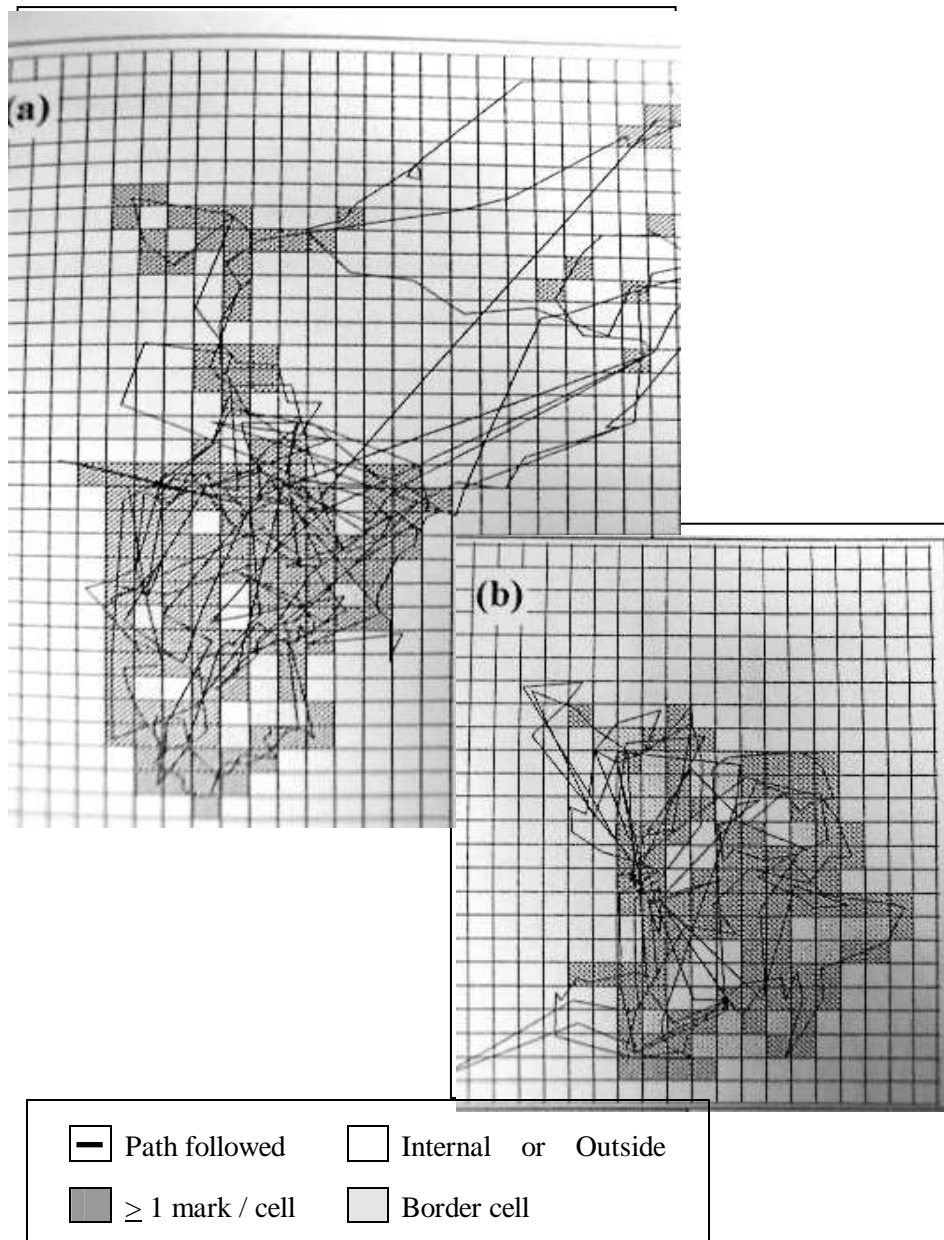 (a)
(b)
Path followed
Internal or Outside
≥ 1 mark / cell
Border cell